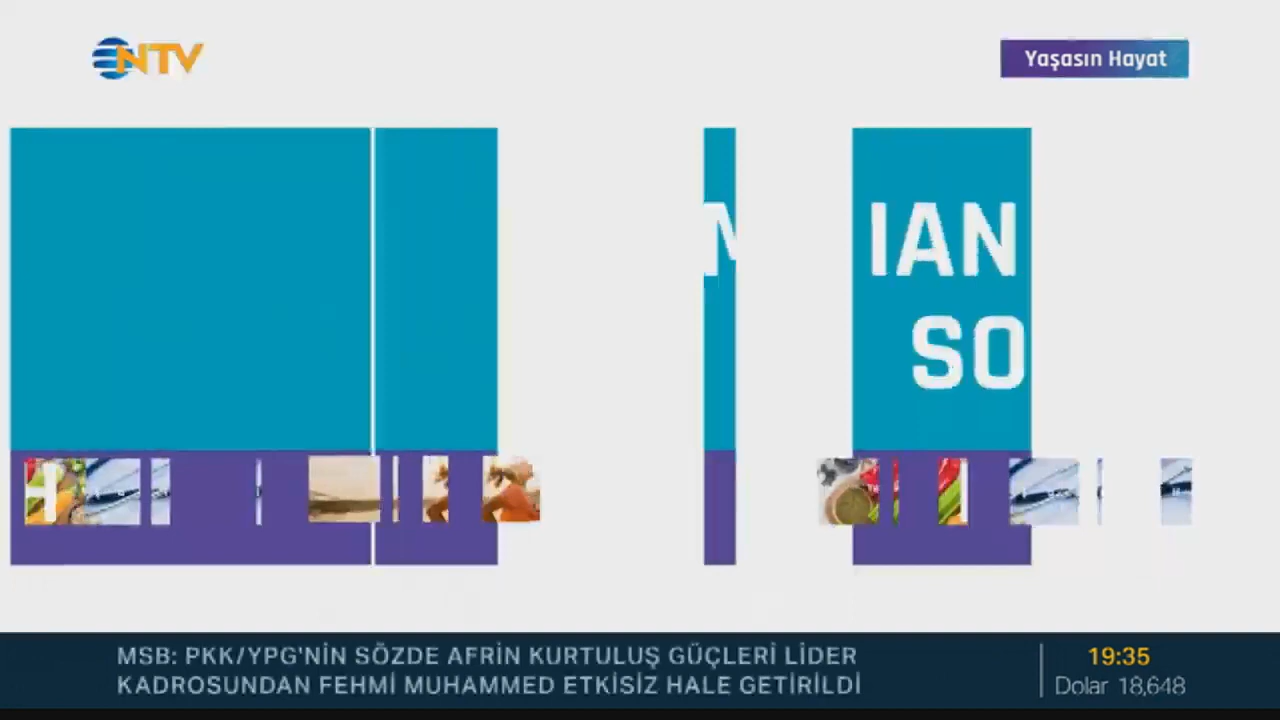 NTV
Yaşasın Hayat
IAN
SO
MSB: PKK/YPG'NİN SÖZDE AFRİN KURTULUŞ GÜÇLERİ LİDER
KADROSUNDAN FEHMİ MUHAMMED ETKİSİZ HALE GETİRİLDİ
19:35
Dolar 18,648